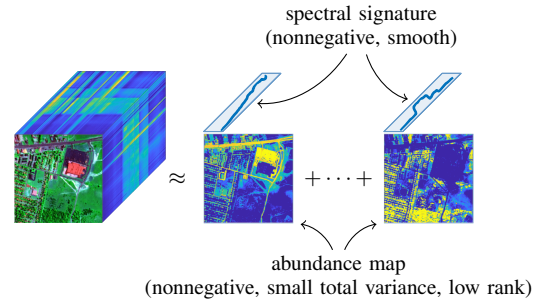 spectral signature
(nonnegative, smooth)
≈ + ··· +
abundance map
(nonnegative, small total variance, low rank)